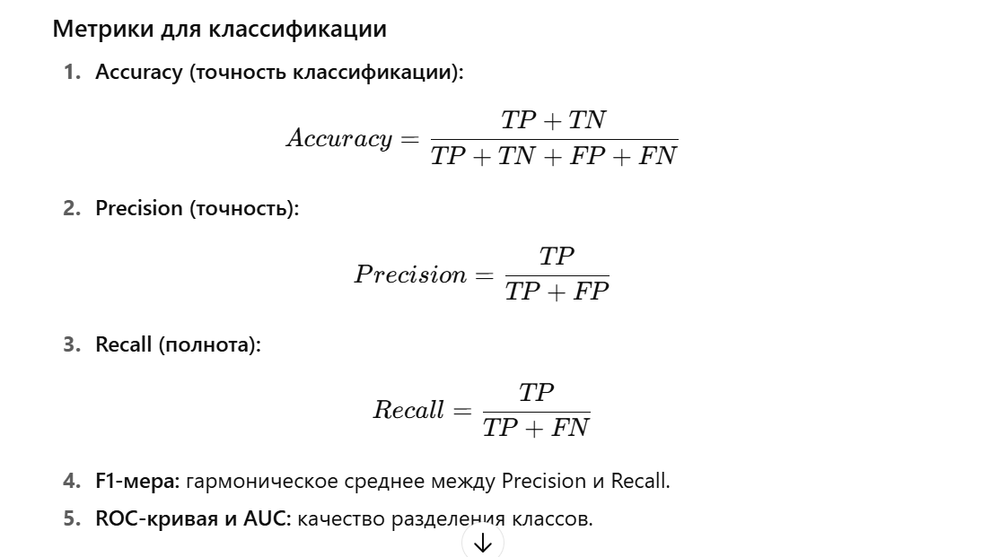 Метрики для классификации
1. Accuracy (точность классификации):
Accuracy = \frac{TP + TN}{TP + TN + FP + FN}
2. Precision (точность):
Precision = \frac{TP}{TP + FP}
3. Recall (полнота):
Recall = \frac{TP}{TP + FN}
4. F1-мера: гармоническое среднее между Precision и Recall.
5. ROC-кривая и AUC: качество разделения классов.